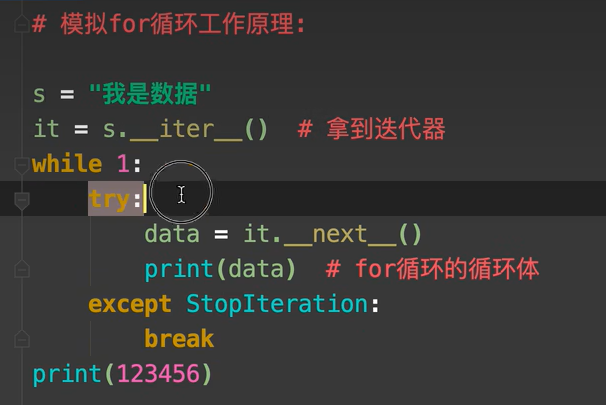 # 模拟for循环工作原理:
s = "我是数据"
it = s.__iter__()  # 拿到迭代器
while 1:
    try:
        data = it.__next__()
        print(data)  # for循环的循环体
    except StopIteration:
        break
print(123456)